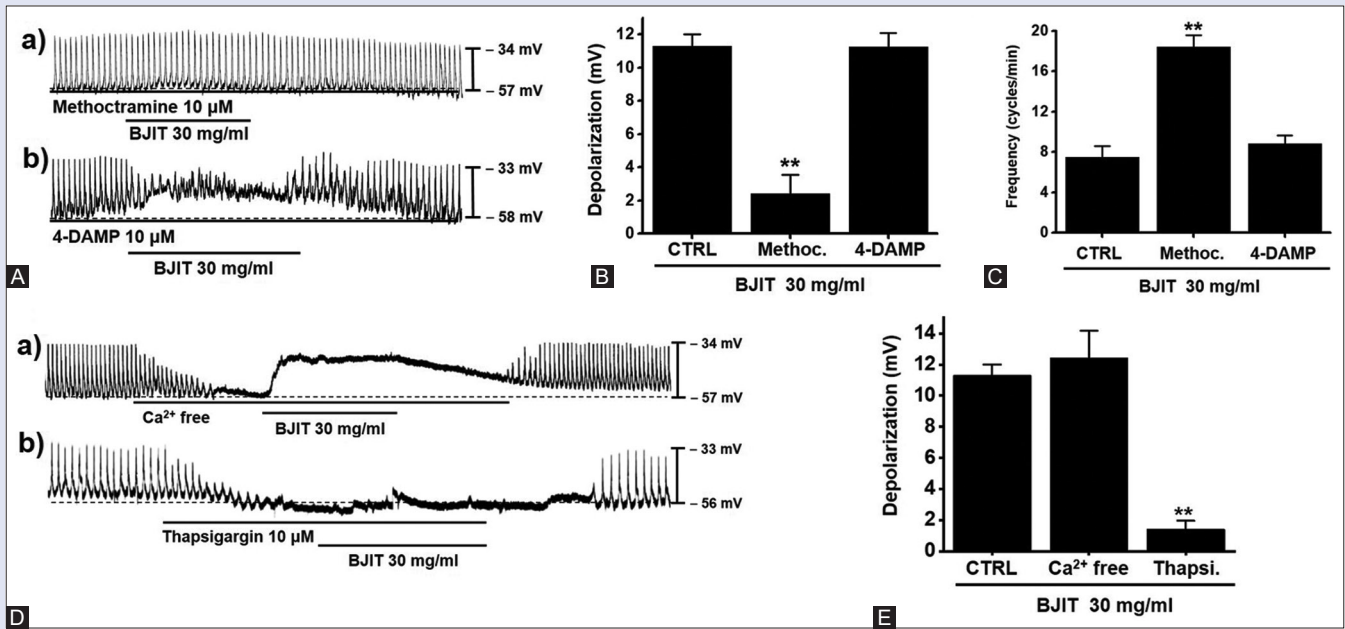 a)
– 34 mV
– 57 mV
Methoctramine 10 µM
BJIT 30 mg/ml
b)
– 33 mV
– 58 mV
4-DAMP 10 µM
BJIT 30 mg/ml
A
Depolarization (mV)
12
10
8
6
4
2
0
**
CTRL Methoc. 4-DAMP
BJIT 30 mg/ml
B
Frequency (cycles/min)
20
16
12
8
4
0
**
CTRL Methoc. 4-DAMP
BJIT 30 mg/ml
C
a)
– 34 mV
– 57 mV
Ca²⁺ free
BJIT 30 mg/ml
b)
– 33 mV
– 56 mV
Thapsigargin 10 µM
BJIT 30 mg/ml
D
Depolarization (mV)
14
12
10
8
6
4
2
0
**
CTRL Ca²⁺ free Thapsi.
BJIT 30 mg/ml
E